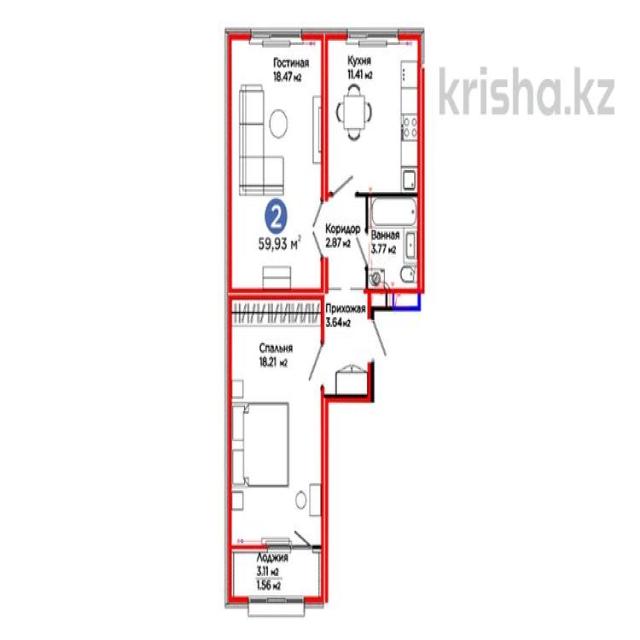 Гостиная
18.47 м2
Кухня
11.41 м2
krisha.kz
2
59,93 м2
Коридор
2.87 м2
Ванная
3.77 м2
Прихожая
3.64 м2
Спальня
18.21 м2
Лоджия
3.11 м2
1.56 м2